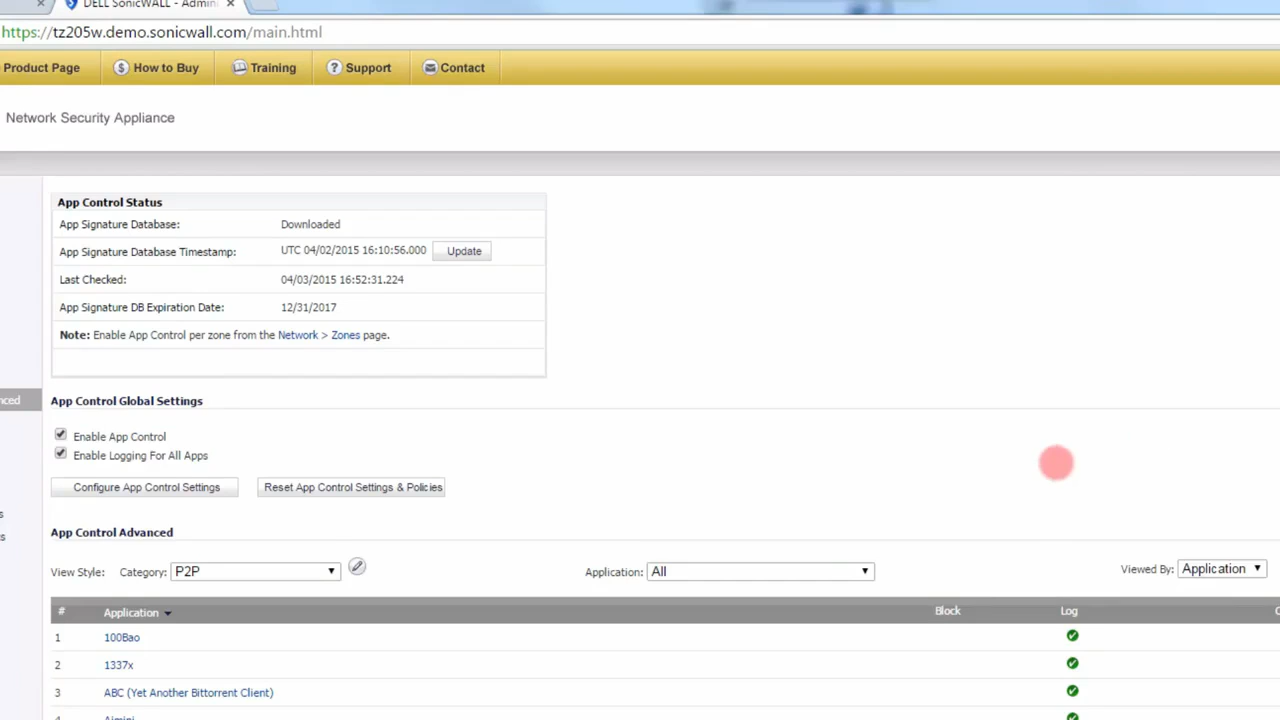 DELL SonicWALL - Admini
https://tz205w.demo.sonicwall.com/main.html
Product Page How to Buy Training Support Contact
Network Security Appliance
App Control Status
App Signature Database: Downloaded
App Signature Database Timestamp: UTC 04/02/2015 16:10:56.000 Update
Last Checked: 04/03/2015 16:52:31.224
App Signature DB Expiration Date: 12/31/2017
Note: Enable App Control per zone from the Network > Zones page.
nced
App Control Global Settings
Enable App Control
Enable Logging For All Apps
Configure App Control Settings Reset App Control Settings & Policies
s
s
App Control Advanced
View Style: Category: P2P Application: All Viewed By: Application
# Application Block Log
1 100Bao
2 1337x
3 ABC (Yet Another Bittorrent Client)